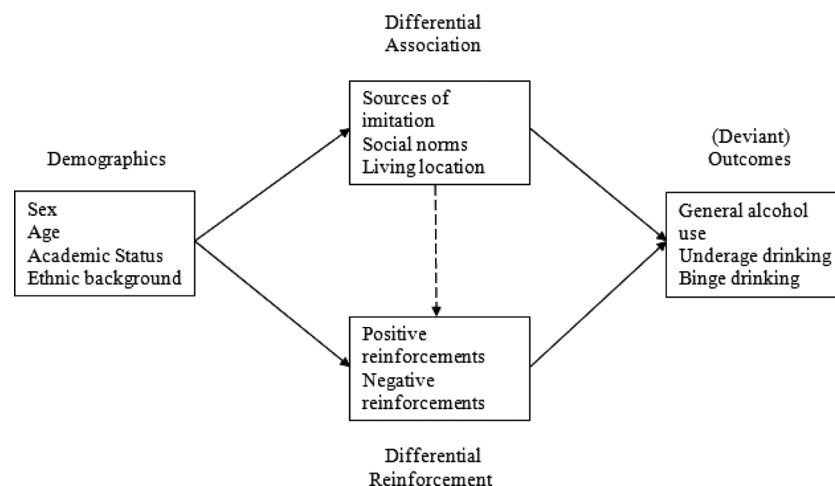 Differential
Association
Sources of
imitation
Social norms
Living location
Demographics
Sex
Age
Academic Status
Ethnic background
(Deviant)
Outcomes
General alcohol
use
Underage drinking
Binge drinking
Positive
reinforcements
Negative
reinforcements
Differential
Reinforcement